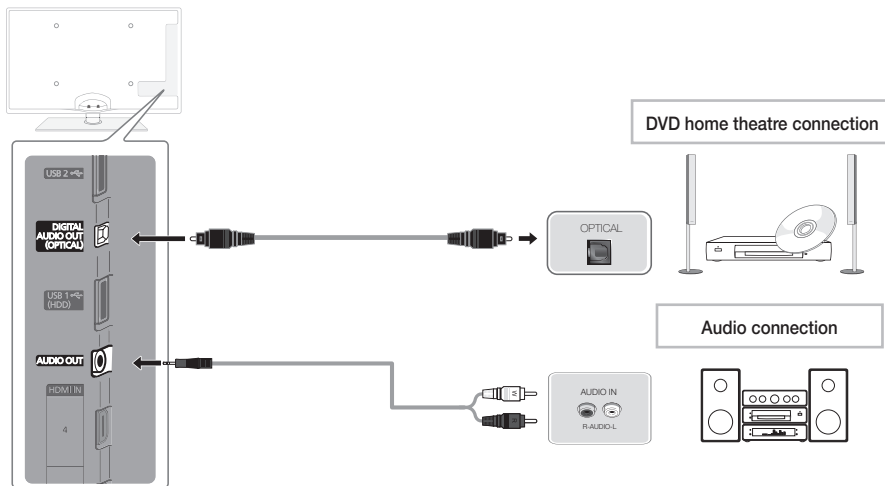 DVD home theatre connection
USB 2
DIGITAL
AUDIO OUT
(OPTICAL)
OPTICAL
USB 1
(HDD)
Audio connection
AUDIO OUT
HDMI IN
4
W
R
AUDIO IN
R-AUDIO-L